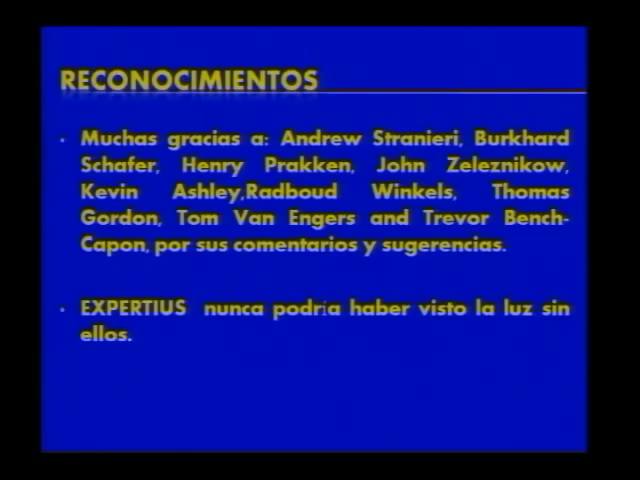 RECONOCIMIENTOS
• Muchas gracias a: Andrew Stranieri, Burkhard
Schafer, Henry Prakken, John Zeleznikow,
Kevin Ashley,Radboud Winkels, Thomas
Gordon, Tom Van Engers and Trevor Bench-
Capon, por sus comentarios y sugerencias.
• EXPERTIUS nunca podría haber visto la luz sin
ellos.